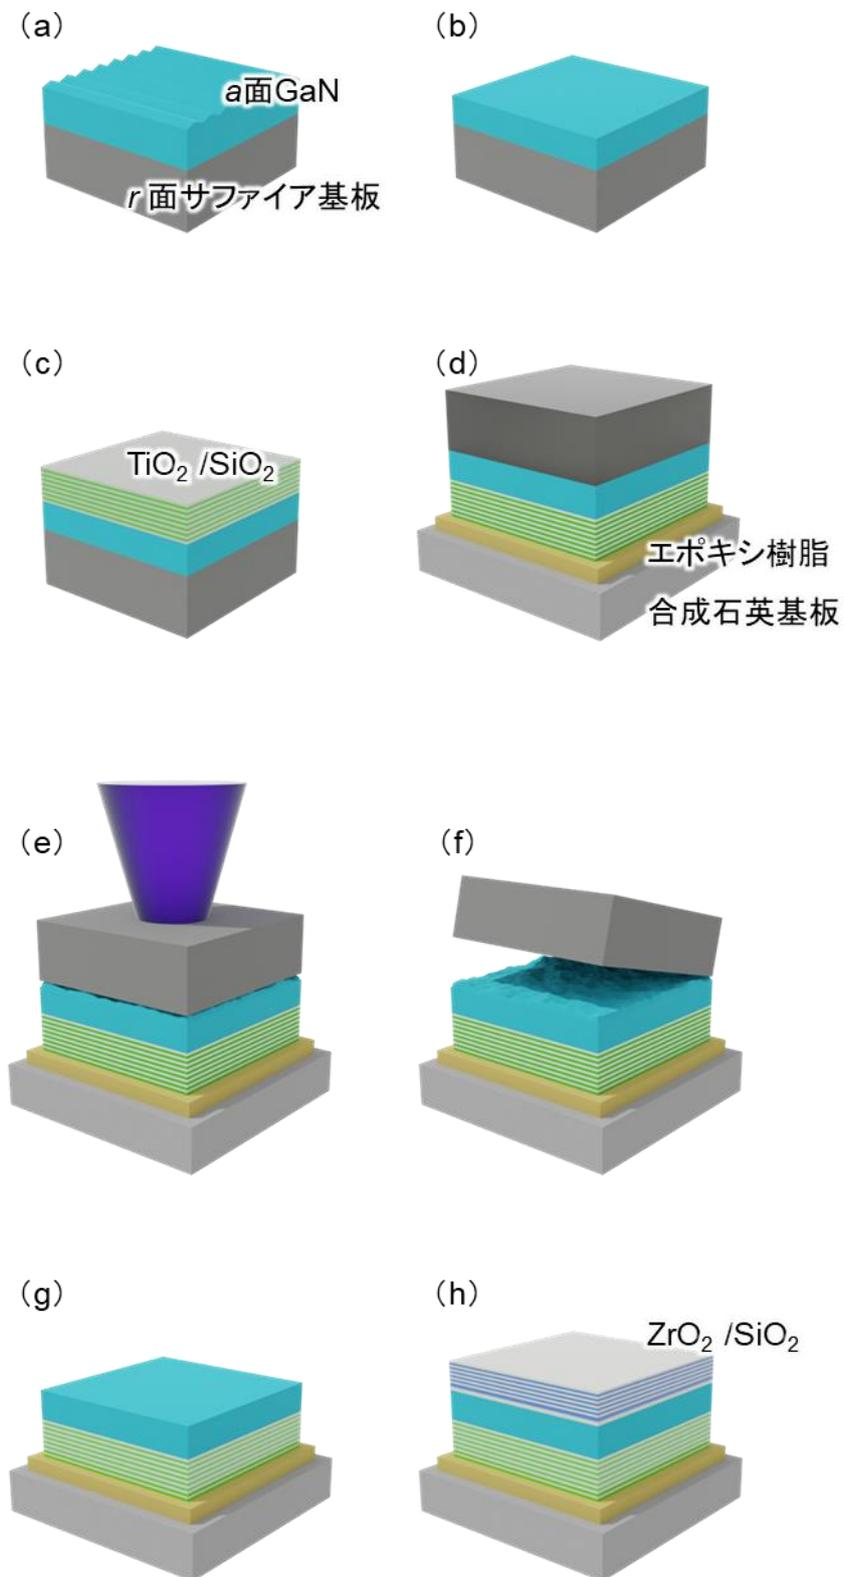 (a)
a面GaN
r 面サファイア基板
(b)
(c)
TiO₂ /SiO₂
(d)
エポキシ樹脂
合成石英基板
(e)
(f)
(g)
(h)
ZrO₂ /SiO₂